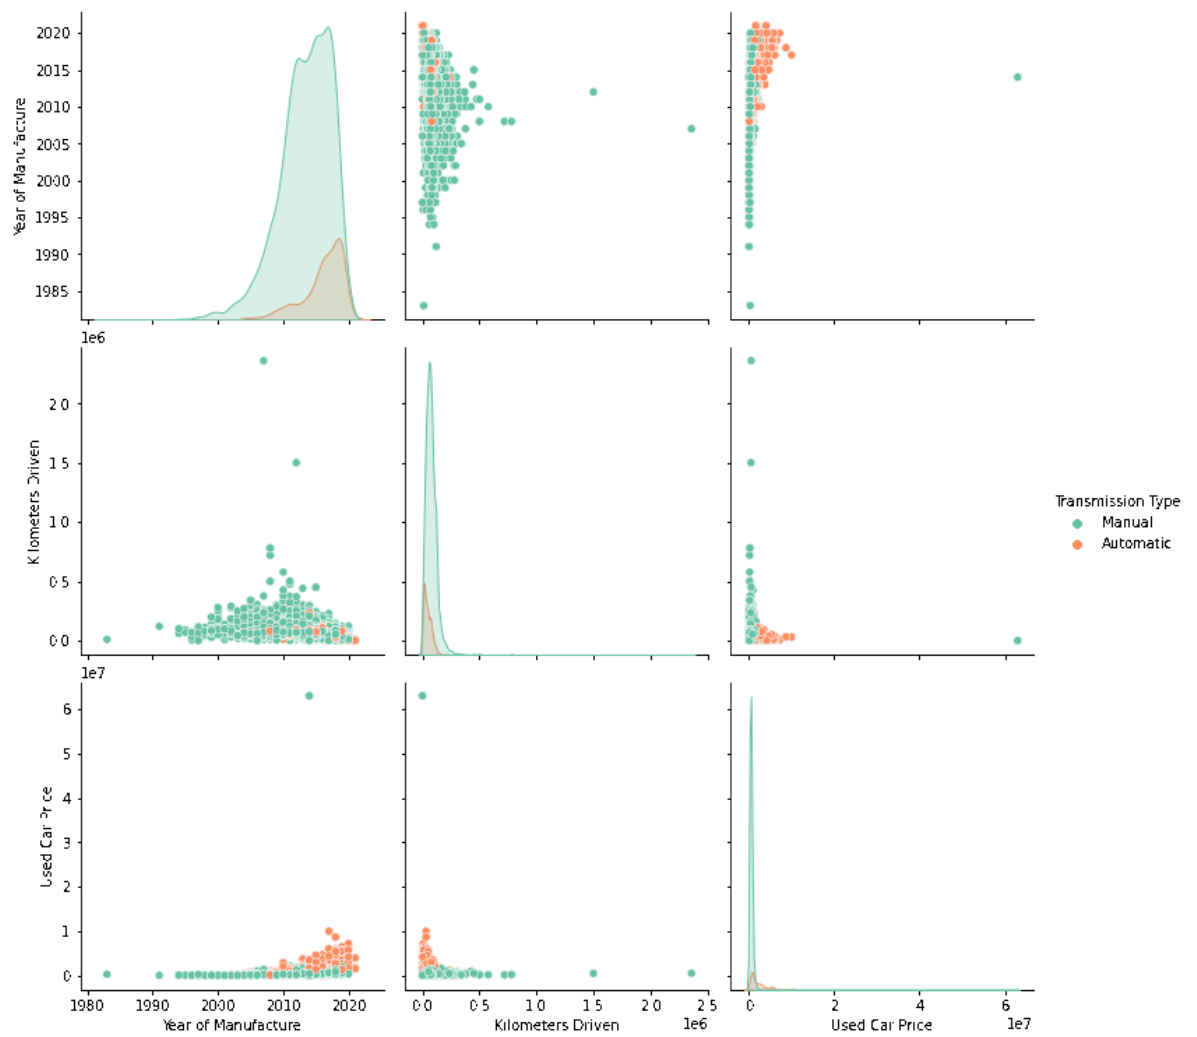 2020
2015
2010
2005
2000
1995
1990
1985
Year of Manufacture
1e6
2 0
1 5
1 0
0 5
0 0
K lometers Driven
Transmission Type
Manual
Automatic
1e7
6
5
4
3
2
1
0
Used Car Pr ce
1980 1990 2000 2010 2020
Year of Manufacture
0 0 0 5 1 0 1 5 2 0 2 5
Kilometers Driven
1e6
0 2 4 6
Used Car Price
1e7